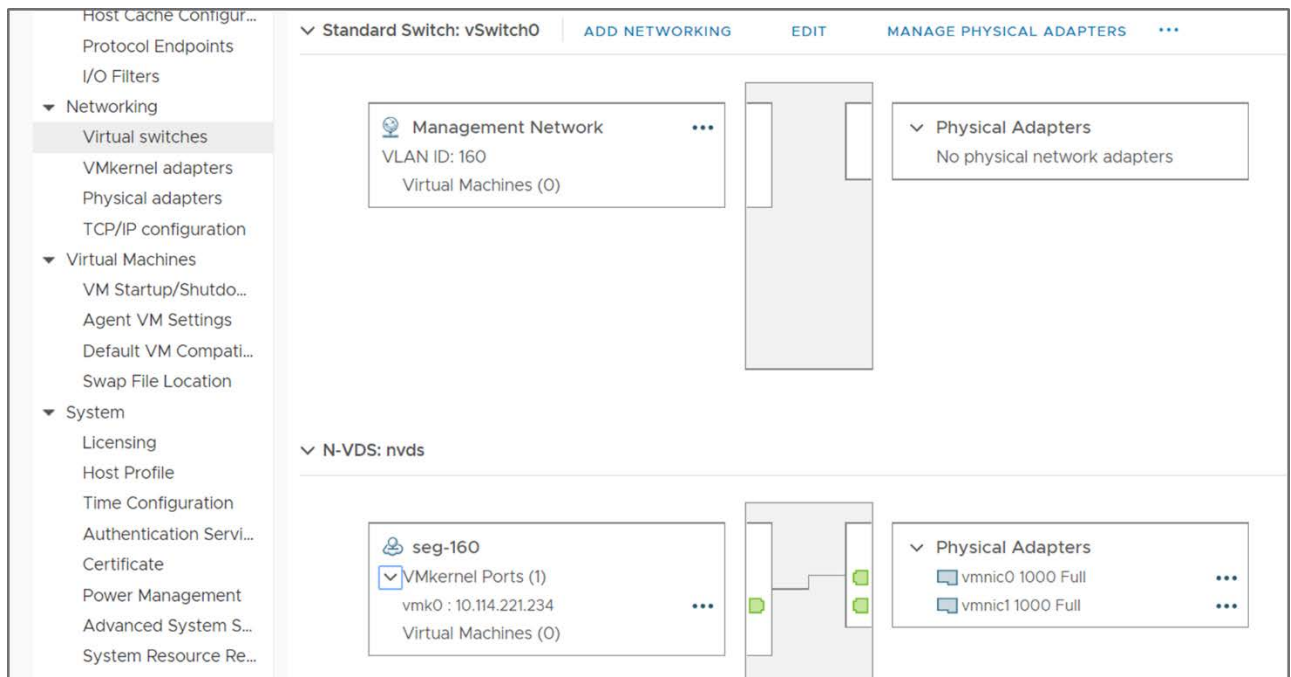 Host Cache Configur...
Protocol Endpoints
I/O Filters
Networking
Virtual switches
VMkernel adapters
Physical adapters
TCP/IP configuration
Virtual Machines
VM Startup/Shutdo...
Agent VM Settings
Default VM Compati...
Swap File Location
System
Licensing
Host Profile
Time Configuration
Authentication Servi...
Certificate
Power Management
Advanced System S...
System Resource Re...
Standard Switch: vSwitch0 ADD NETWORKING EDIT MANAGE PHYSICAL ADAPTERS ...
Management Network ...
VLAN ID: 160
Virtual Machines (0)
Physical Adapters
No physical network adapters
N-VDS: nvds
seg-160
VMkernel Ports (1)
vmk0 : 10.114.221.234 ...
Virtual Machines (0)
Physical Adapters
vmnic0 1000 Full ...
vmnic1 1000 Full ...